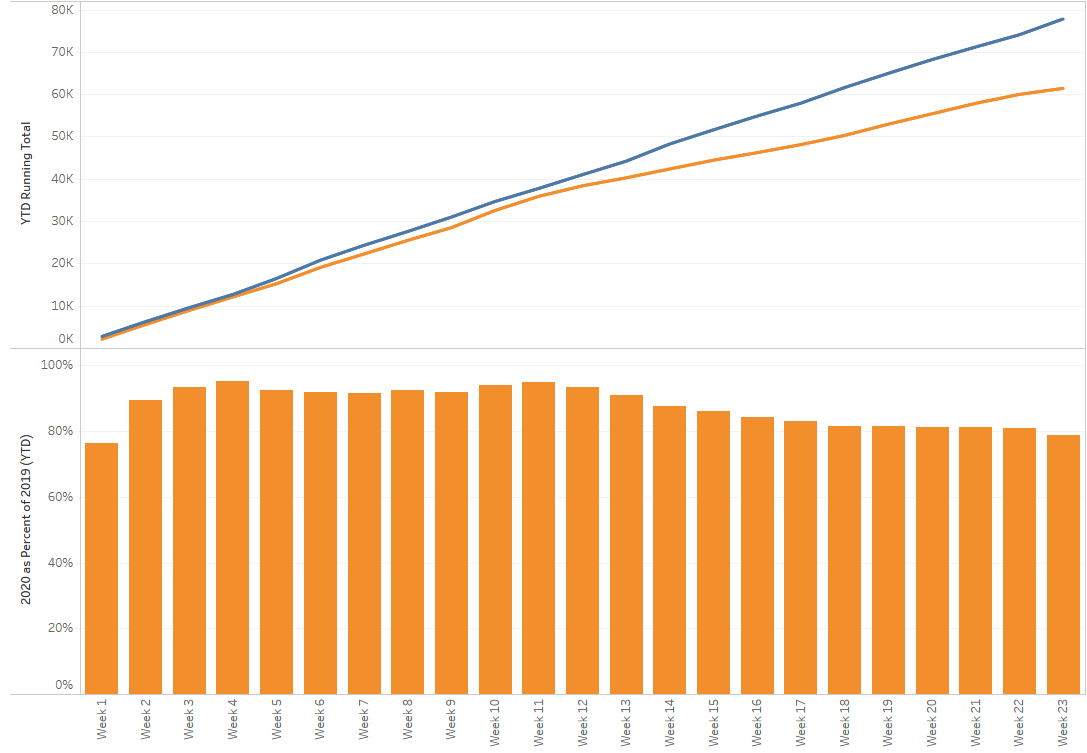 80K
70K
60K
50K
40K
30K
20K
10K
0K
YTD Running Total
100%
80%
60%
40%
20%
0%
2020 as Percent of 2019 (YTD)
Week 1
Week 2
Week 3
Week 4
Week 5
Week 6
Week 7
Week 8
Week 9
Week 10
Week 11
Week 12
Week 13
Week 14
Week 15
Week 16
Week 17
Week 18
Week 19
Week 20
Week 21
Week 22
Week 23